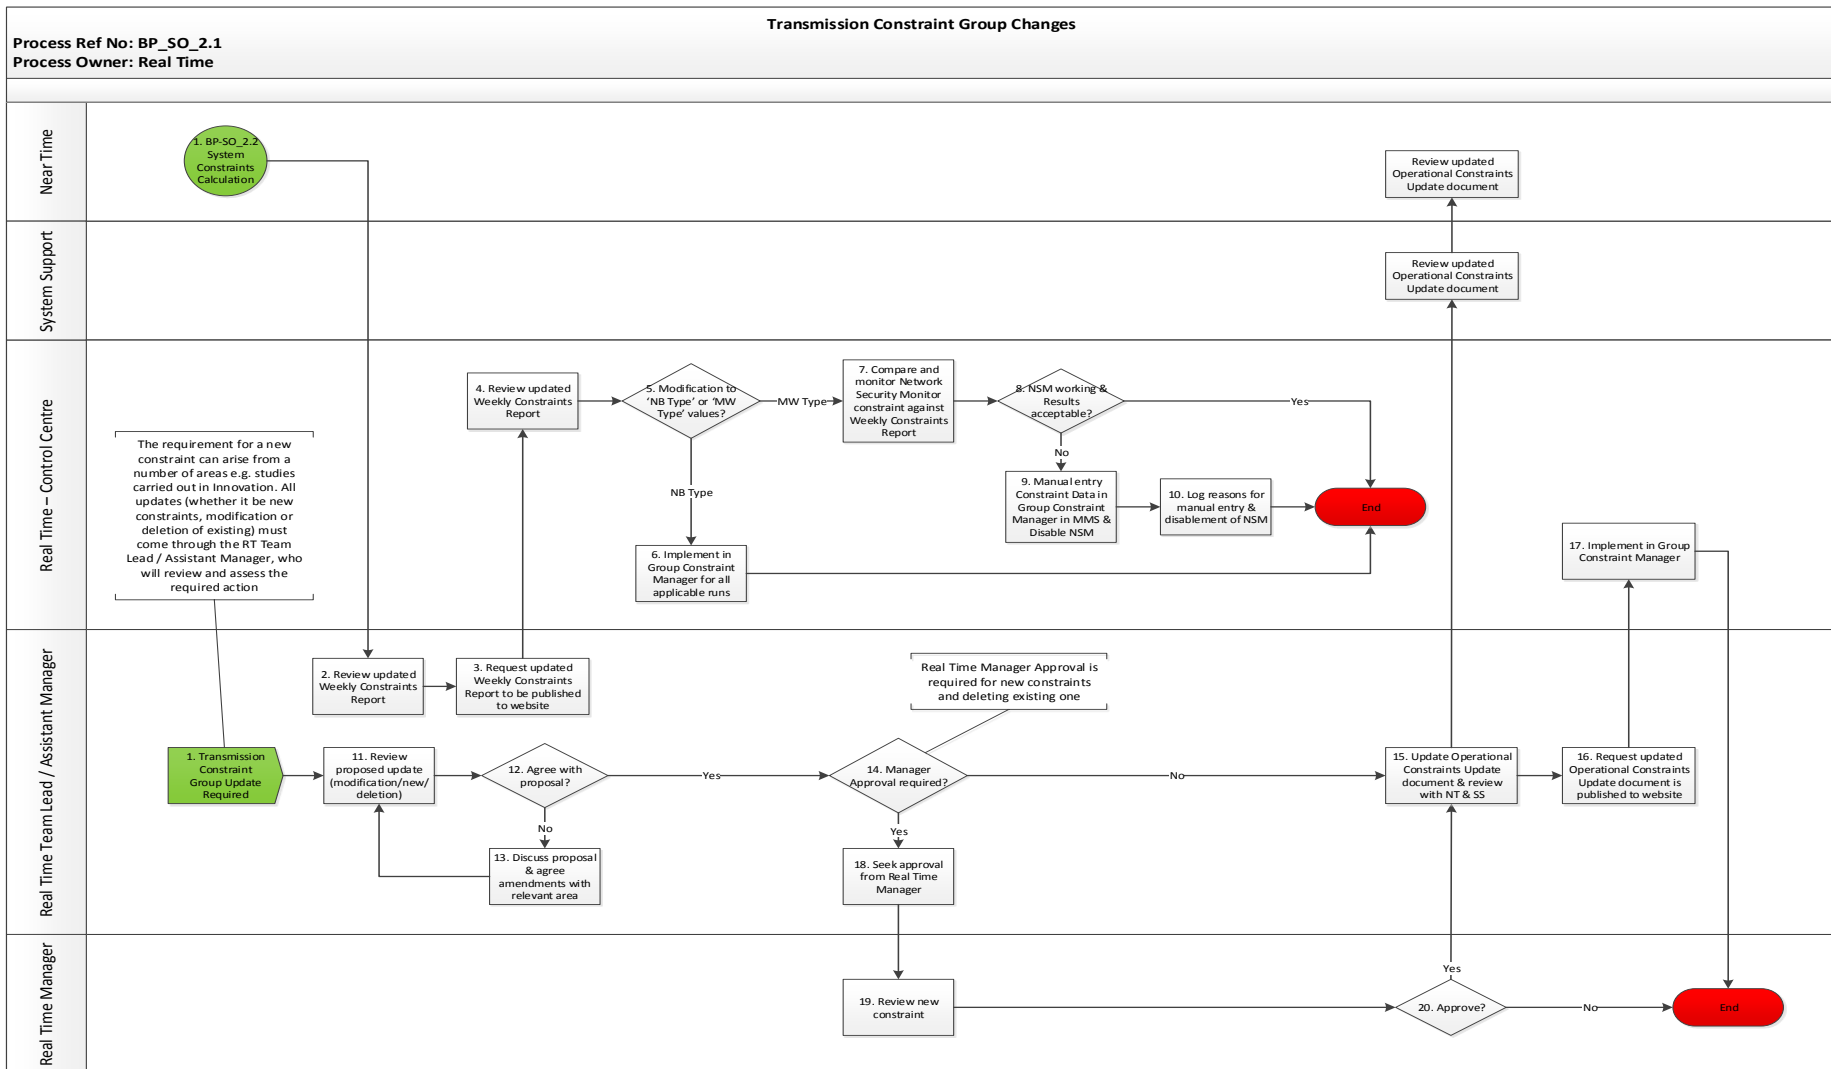 Transmission Constraint Group Changes
Process Ref No: BP_SO_2.1
Process Owner: Real Time
Near Time
1. BP-SO_2.2
System
Constraints
Calculation
Review updated
Operational Constraints
Update document
System Support
Review updated
Operational Constraints
Update document
Real Time – Control Centre
The requirement for a new
constraint can arise from a
number of areas e.g. studies
carried out in Innovation. All
updates (whether it be new
constraints, modification or
deletion of existing) must
come through the RT Team
Lead / Assistant Manager, who
will review and assess the
required action
4. Review updated
Weekly Constraints
Report
5. Modification to
‘NB Type’ or ‘MW
Type’ values?
MW Type
NB Type
6. Implement in
Group Constraint
Manager for all
applicable runs
7. Compare and
monitor Network
Security Monitor
constraint against
Weekly Constraints
Report
8. NSM working &
Results
acceptable?
Yes
No
9. Manual entry
Constraint Data in
Group Constraint
Manager in MMS &
Disable NSM
10. Log reasons for
manual entry &
disablement of NSM
End
17. Implement in Group
Constraint Manager
Real Time Team Lead / Assistant Manager
2. Review updated
Weekly Constraints
Report
3. Request updated
Weekly Constraints
Report to be published
to website
Real Time Manager Approval is
required for new constraints
and deleting existing one
1. Transmission
Constraint
Group Update
Required
11. Review
proposed update
(modification/new/
deletion)
12. Agree with
proposal?
Yes
No
13. Discuss proposal
& agree
amendments with
relevant area
14. Manager
Approval required?
No
Yes
18. Seek approval
from Real Time
Manager
15. Update Operational
Constraints Update
document & review
with NT & SS
16. Request updated
Operational Constraints
Update document is
published to website
Real Time Manager
19. Review new
constraint
Yes
20. Approve?
No
End